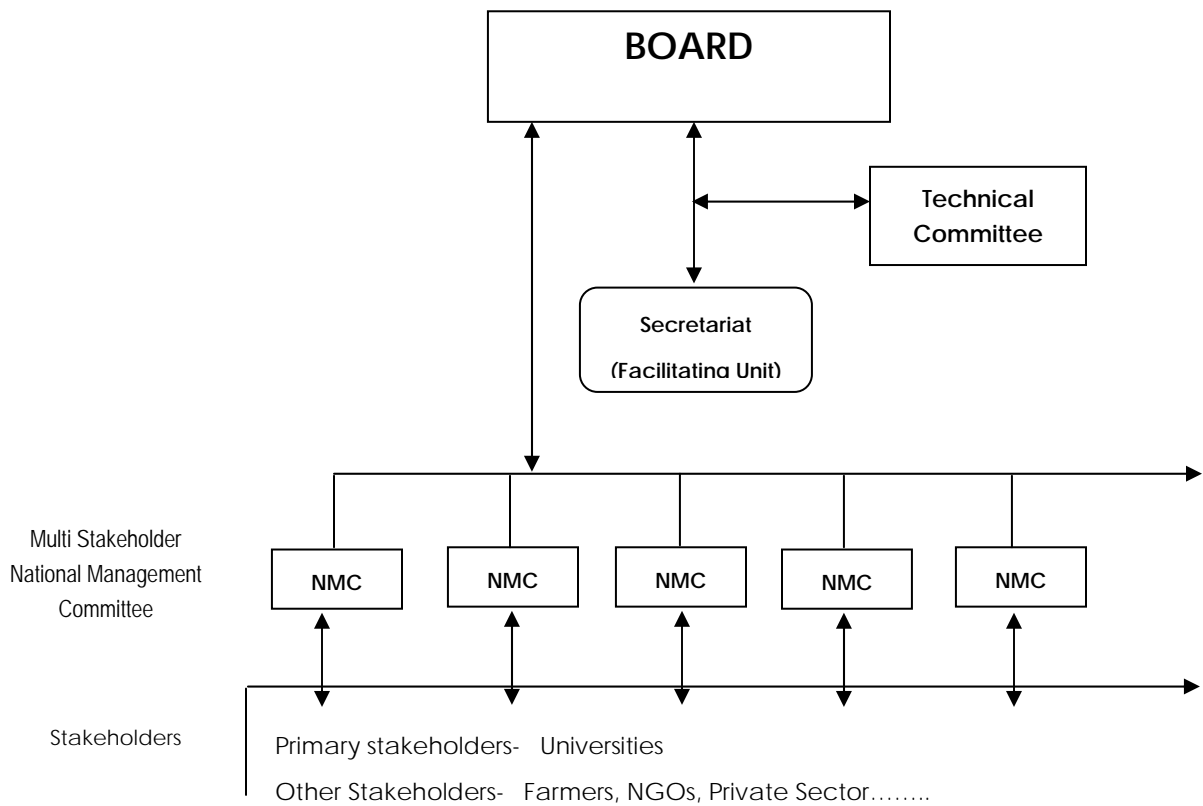 BOARD
Technical
Committee
Secretariat
(Facilitating Unit)
Multi Stakeholder
National Management
Committee
NMC NMC NMC NMC NMC
Stakeholders
Primary stakeholders- Universities
Other Stakeholders- Farmers, NGOs, Private Sector........